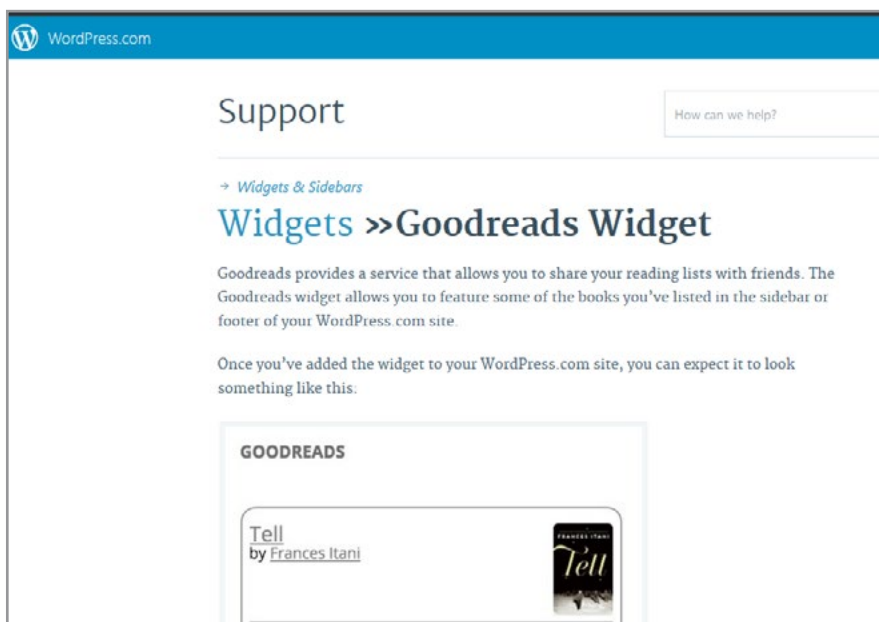 WordPress.com
Support
How can we help?
→ Widgets & Sidebars
Widgets »Goodreads Widget
Goodreads provides a service that allows you to share your reading lists with friends. The
Goodreads widget allows you to feature some of the books you've listed in the sidebar or
footer of your WordPress.com site.
Once you've added the widget to your WordPress.com site, you can expect it to look
something like this:
GOODREADS
Tell
by Frances Itani
FRANCES ITANI
Tell